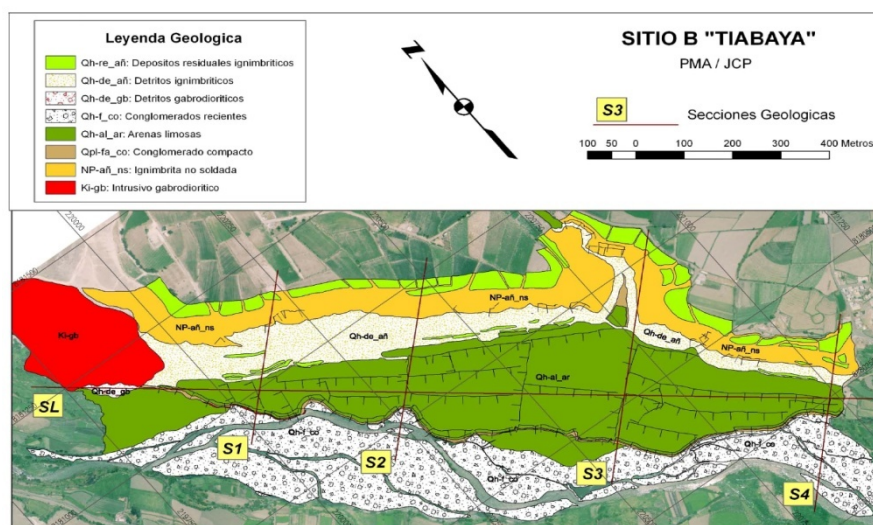 Leyenda Geologica
Qh-re_añ: Depositos residuales ignimbriticos
Qh-de_añ: Detritos ignimbriticos
Qh-de_gb: Detritos gabrodioriticos
Qh-f_co: Conglomerados recientes
Qh-al_ar: Arenas limosas
Qpl-fa_co: Conglomerado compacto
NP-añ_ns: Ignimbrita no soldada
Ki-gb: Intrusivo gabrodioritico
N
SITIO B "TIABAYA"
PMA / JCP
S3
Secciones Geologicas
100 50 0 100 200 300 400 Metros
NP-añ_ns
NP-añ_ns
Ki-gb
Qh-de_añ
Qh-de_añ
NP-añ_ns
Qh-al_ar
Qh-de_gb
SL
Qh-f_co
Qh-f_co
S1
S2
S3
Qh-f_co
S4